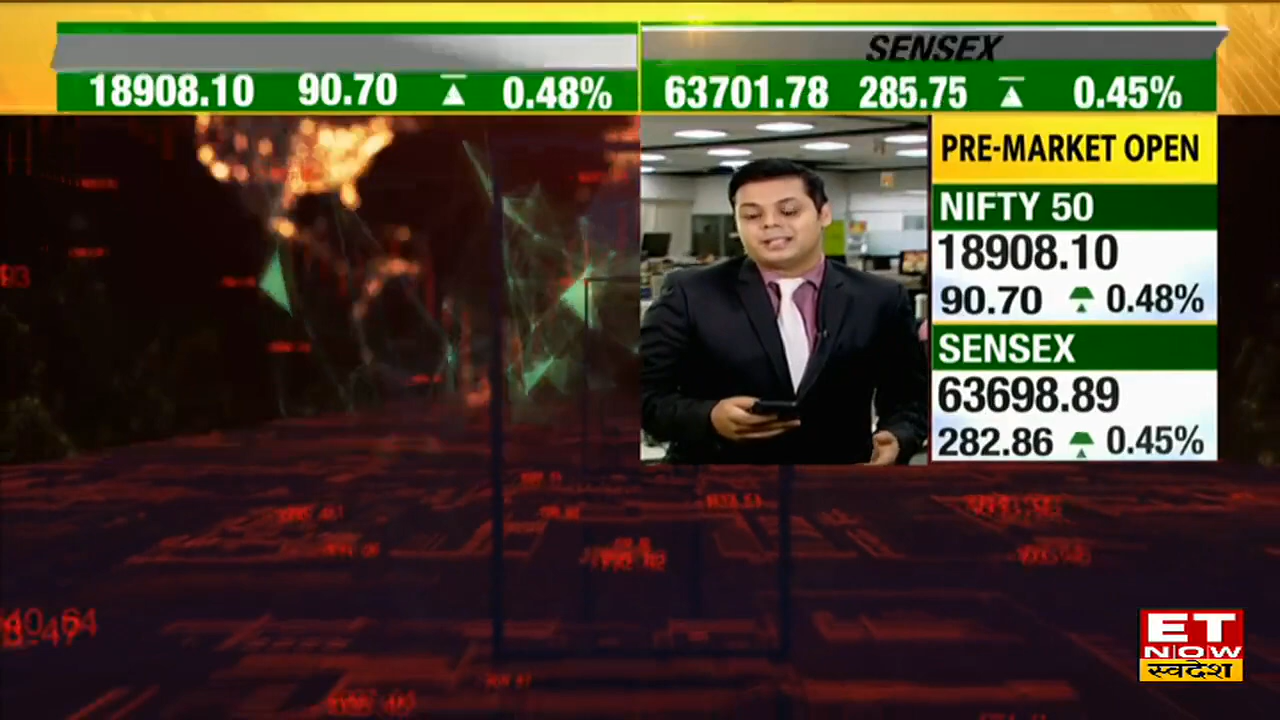 SENSEX
18908.10 90.70 0.48%
63701.78 285.75 0.45%
PRE-MARKET OPEN
NIFTY 50
18908.10
90.70 0.48%
SENSEX
63698.89
282.86 0.45%
ET
NOW
स्वदेश